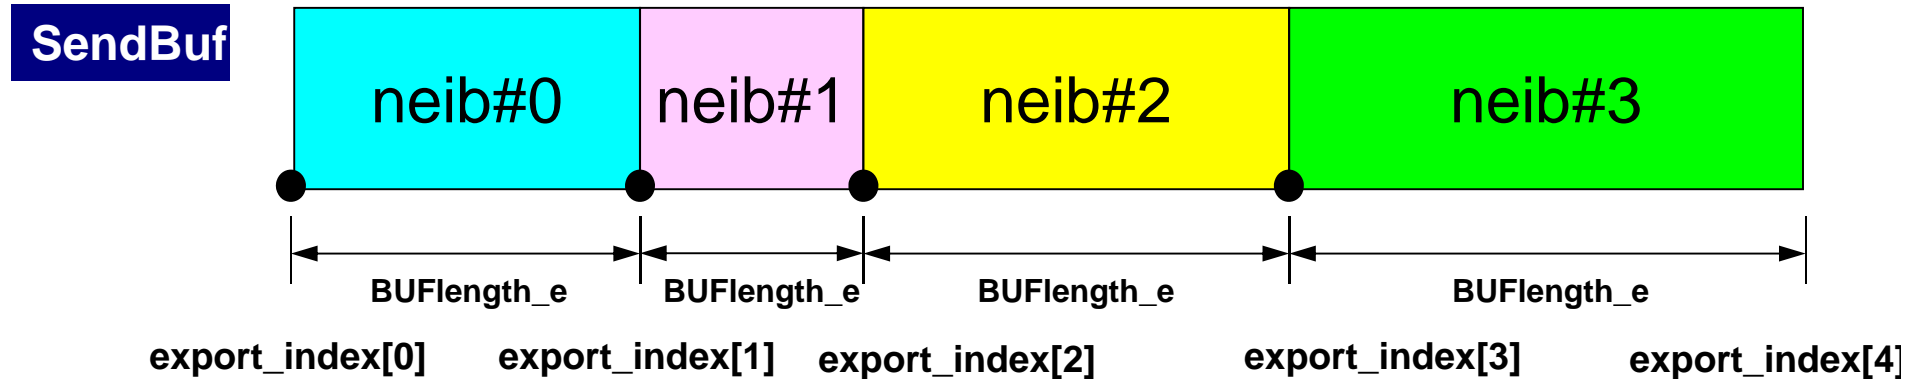 SendBuf
neib#0 neib#1 neib#2 neib#3
BUFlength_e BUFlength_e BUFlength_e BUFlength_e
export_index[0] export_index[1] export_index[2] export_index[3] export_index[4]